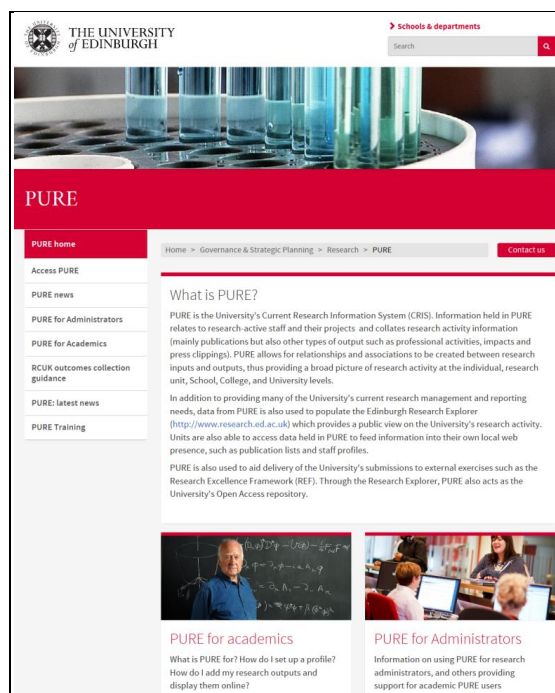 THE UNIVERSITY
of EDINBURGH
Schools & departments
Search
PURE
PURE home
Access PURE
PURE news
PURE for Administrators
PURE for Academics
RCUK outcomes collection
guidance
PURE: latest news
PURE Training
Home > Governance & Strategic Planning > Research > PURE
Contact us
What is PURE?
PURE is the University's Current Research Information System (CRIS). Information held in PURE
relates to research-active staff and their projects and collates research activity information
(mainly publications but also other types of output such as professional activities, impacts and
press clippings). PURE allows for relationships and associations to be created between research
inputs and outputs, thus providing a broad picture of research activity at the individual, research
unit, School, College, and University levels.
In addition to providing many of the University's current research management and reporting
needs, data from PURE is also used to populate the Edinburgh Research Explorer
(http://www.research.ed.ac.uk) which provides a public view on the University's research activity.
Units are also able to access data held in PURE to feed information into their own local web
presence, such as publication lists and staff profiles.
PURE is also used to aid delivery of the University's submissions to external exercises such as the
Research Excellence Framework (REF). Through the Research Explorer, PURE also acts as the
University's Open Access repository.
PURE for academics
What is PURE for? How do I set up a profile?
How do I add my research outputs and
display them online?
PURE for Administrators
Information on using PURE for research
administrators, and others providing
support for academic PURE users